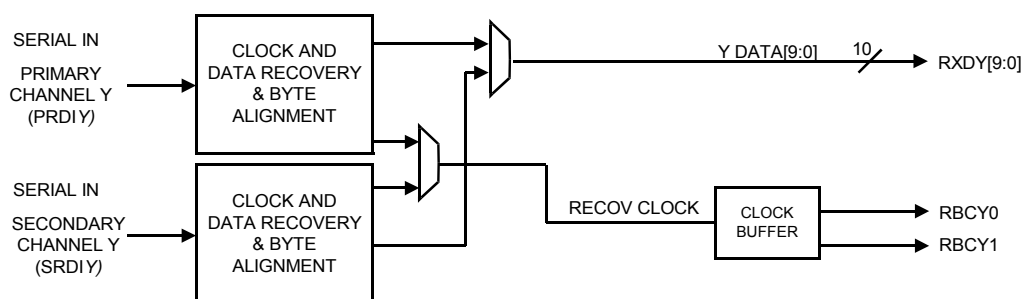 SERIAL IN
PRIMARY
CHANNEL Y
(PRDIY)
CLOCK AND
DATA RECOVERY
& BYTE
ALIGNMENT
Y DATA[9:0]
10
RXDY[9:0]
SERIAL IN
SECONDARY
CHANNEL Y
(SRDIY)
CLOCK AND
DATA RECOVERY
& BYTE
ALIGNMENT
RECOV CLOCK
CLOCK
BUFFER
RBCY0
RBCY1